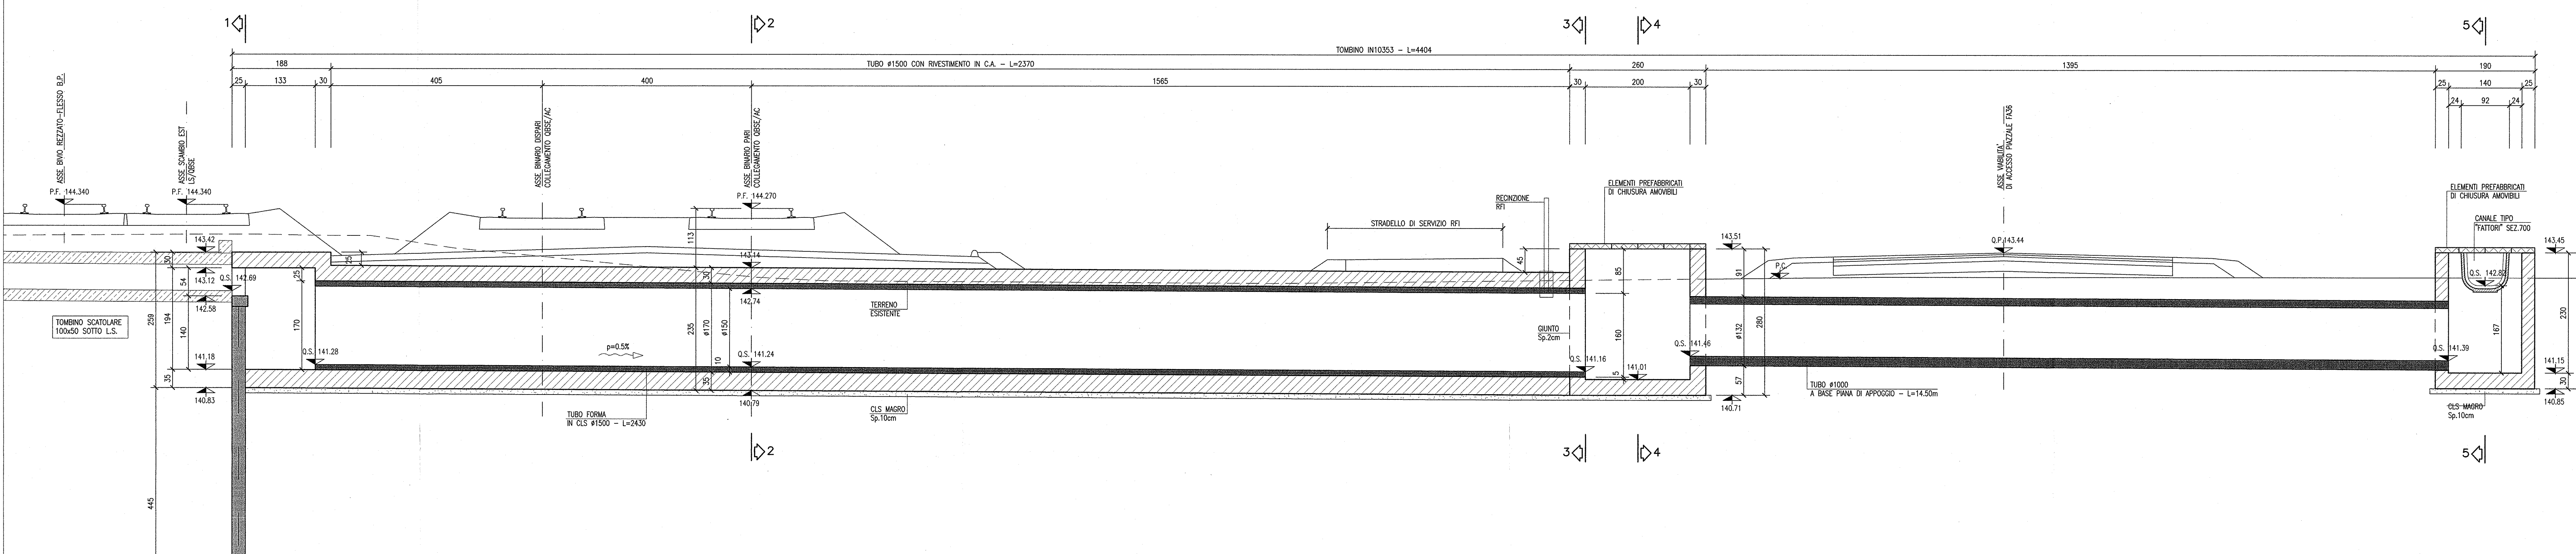 1
2
3
4
5
TOMBINO IN10353 – L=4404
188
TUBO ø1500 CON RIVESTIMENTO IN C.A. – L=2370
260
1395
190
25
133
30
405
400
1565
30
200
30
25
140
25
24
92
24
ASSE BIVIO REZZATO-FLESSO B.P.
ASSE SCAMBIO EST
LS/QBSE
ASSE BINARIO DISPARI
COLLEGAMENTO QBSE/AC
ASSE BINARIO PARI
COLLEGAMENTO QBSE/AC
ASSE VIABILITA'
DI ACCESSO PIAZZALE FA36
P.F. 144.340
P.F. 144.340
P.F. 144.270
RECINZIONE
RFI
ELEMENTI PREFABBRICATI
DI CHIUSURA AMOVIBILI
ELEMENTI PREFABBRICATI
DI CHIUSURA AMOVIBILI
STRADELLO DI SERVIZIO RFI
CANALE TIPO
"FATTORI" SEZ.700
143.42
143.51
Q.P. 143.44
143.45
113
25
143.14
45
85
91
P.C.
30
54
143.12
Q.S. 142.69
25
30
142.74
Q.S. 142.82
142.58
TERRENO
ESISTENTE
TOMBINO SCATOLARE
100x50 SOTTO L.S.
259
194
140
170
235
ø170
ø150
GIUNTO
Sp.2cm
160
ø132
280
167
230
p=0.5%
141.18
Q.S. 141.28
Q.S. 141.24
Q.S. 141.16
Q.S. 141.46
Q.S. 141.39
141.15
10
5
141.01
35
35
57
30
140.83
140.79
140.71
140.85
TUBO FORMA
IN CLS ø1500 – L=2430
CLS MAGRO
Sp.10cm
TUBO ø1000
A BASE PIANA DI APPOGGIO – L=14.50m
CLS MAGRO
Sp.10cm
2
3
4
5
445